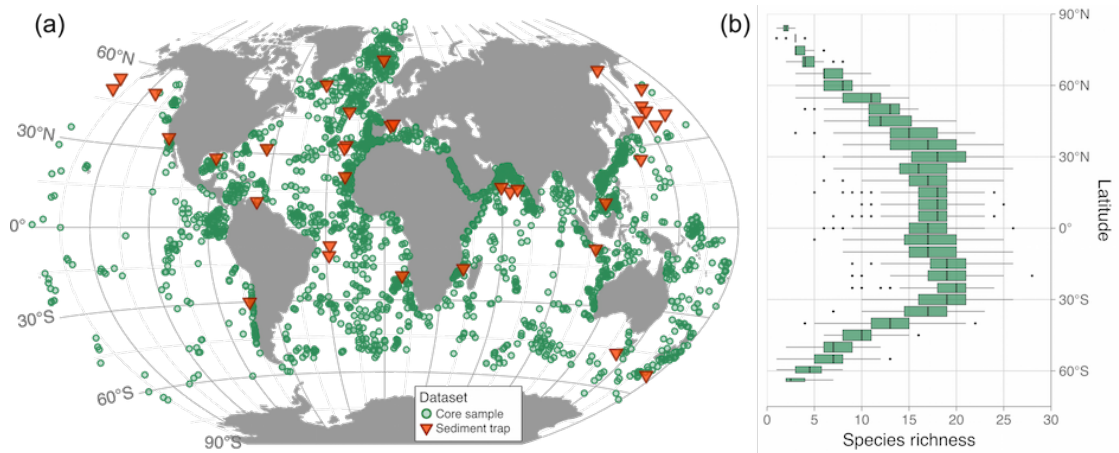 (a)
60°N
30°N
0°
30°S
60°S
90°S
Dataset
Core sample
Sediment trap
(b)
90°N
60°N
30°N
0°
30°S
60°S
Latitude
0 5 10 15 20 25 30
Species richness